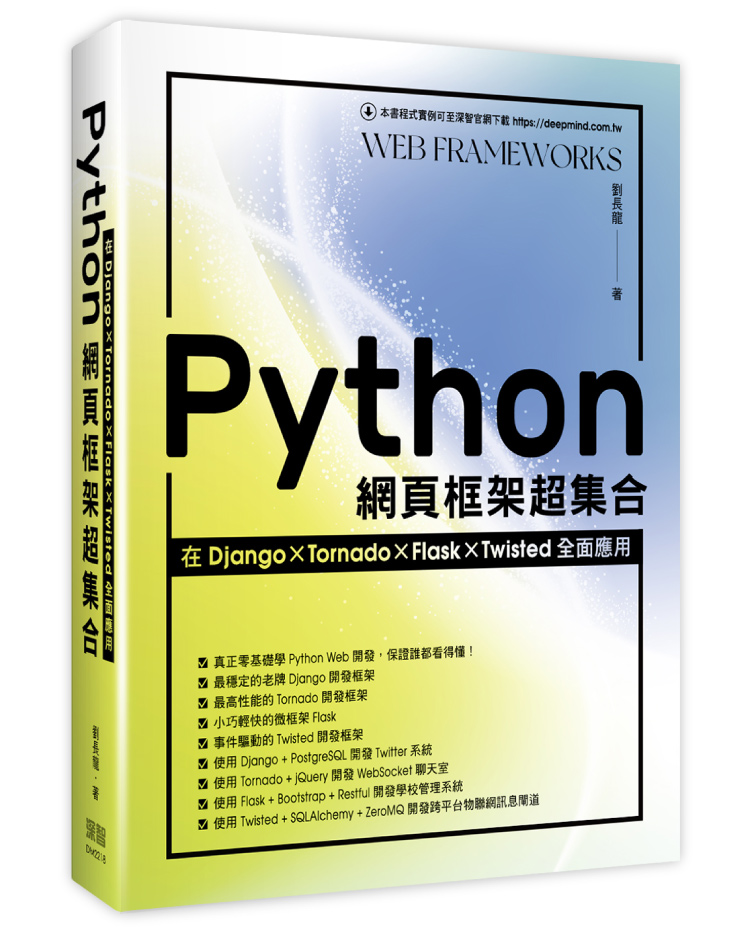 本書程式實例可至深智官網下載 https://deepmind.com.tw
WEB FRAMEWORKS
劉長龍 著
Python
網頁框架超集合
在 Django×Tornado×Flask×Twisted 全面應用
真正零基礎學 Python Web 開發，保證誰都看得懂！
最穩定的老牌 Django 開發框架
最高性能的 Tornado 開發框架
小巧輕快的微框架 Flask
事件驅動的 Twisted 開發框架
使用 Django + PostgreSQL 開發 Twitter 系統
使用 Tornado + jQuery 開發 WebSocket 聊天室
使用 Flask + Bootstrap + Restful 開發學校管理系統
使用 Twisted + SQLAlchemy + ZeroMQ 開發跨平台物聯網訊息閘道
Python 網頁框架超集合
在 Django×Tornado×Flask×Twisted 全面應用
劉長龍．著
深智
DM2218